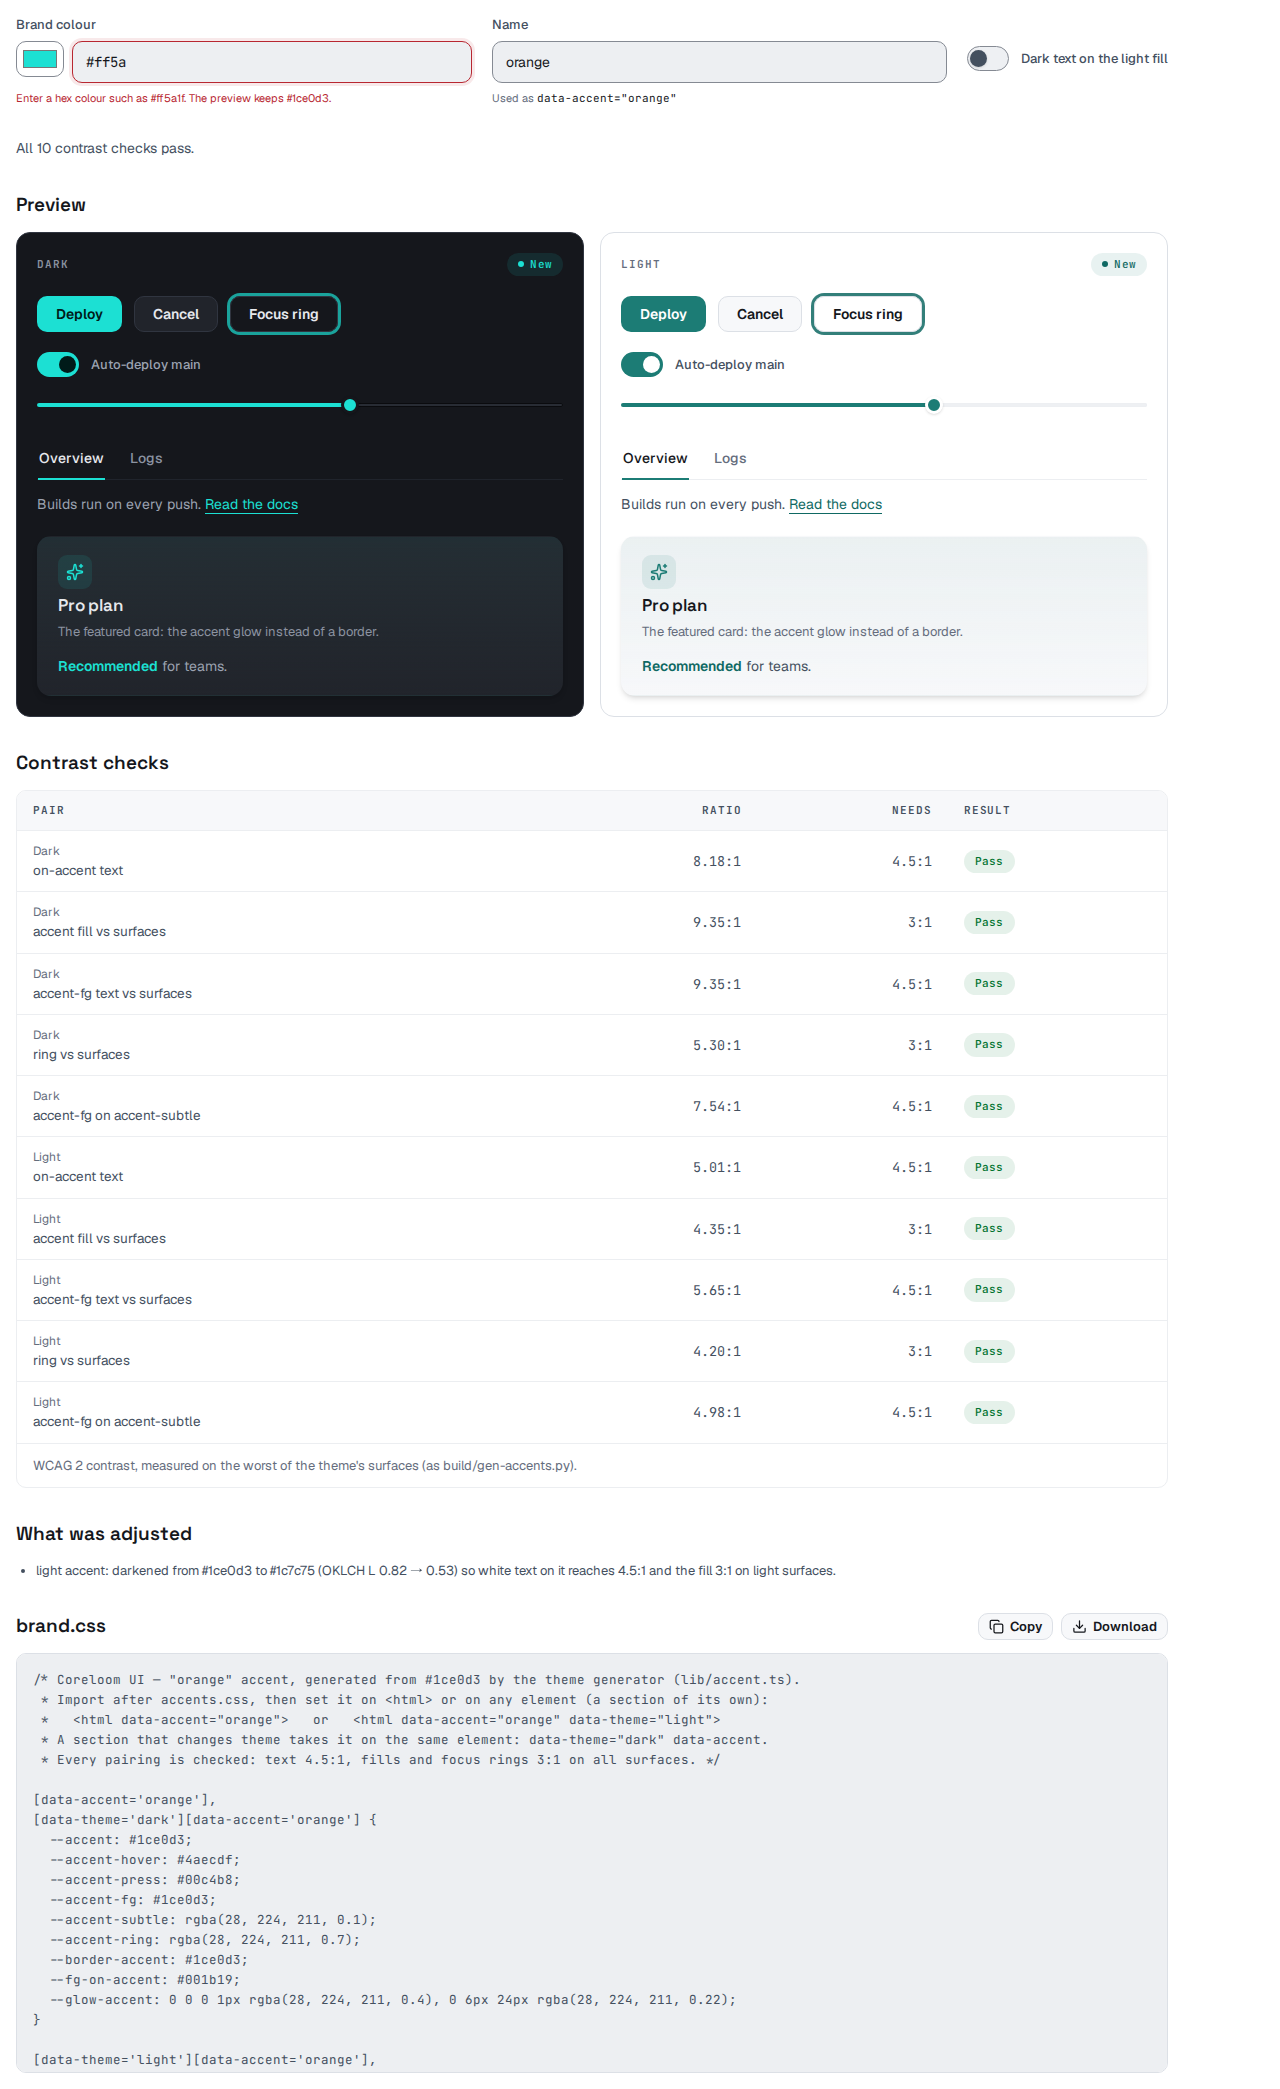 Brand colour
Name
#ff5a
orange
Dark text on the light fill
Enter a hex colour such as #ff5a1f. The preview keeps #1ce0d3.
Used as data-accent="orange"
All 10 contrast checks pass.
Preview
DARK
New
Deploy
Cancel
Focus ring
Auto-deploy main
Overview
Logs
Builds run on every push. Read the docs
Pro plan
The featured card: the accent glow instead of a border.
Recommended for teams.
LIGHT
New
Deploy
Cancel
Focus ring
Auto-deploy main
Overview
Logs
Builds run on every push. Read the docs
Pro plan
The featured card: the accent glow instead of a border.
Recommended for teams.
Contrast checks
PAIR RATIO NEEDS RESULT
Dark
on-accent text 8.18:1 4.5:1 Pass
Dark
accent fill vs surfaces 9.35:1 3:1 Pass
Dark
accent-fg text vs surfaces 9.35:1 4.5:1 Pass
Dark
ring vs surfaces 5.30:1 3:1 Pass
Dark
accent-fg on accent-subtle 7.54:1 4.5:1 Pass
Light
on-accent text 5.01:1 4.5:1 Pass
Light
accent fill vs surfaces 4.35:1 3:1 Pass
Light
accent-fg text vs surfaces 5.65:1 4.5:1 Pass
Light
ring vs surfaces 4.20:1 3:1 Pass
Light
accent-fg on accent-subtle 4.98:1 4.5:1 Pass
WCAG 2 contrast, measured on the worst of the theme's surfaces (as build/gen-accents.py).
What was adjusted
• light accent: darkened from #1ce0d3 to #1c7c75 (OKLCH L 0.82 → 0.53) so white text on it reaches 4.5:1 and the fill 3:1 on light surfaces.
brand.css
Copy
Download
/* Coreloom UI — "orange" accent, generated from #1ce0d3 by the theme generator (lib/accent.ts).
 * Import after accents.css, then set it on <html> or on any element (a section of its own):
 *   <html data-accent="orange">   or   <html data-accent="orange" data-theme="light">
 * A section that changes theme takes it on the same element: data-theme="dark" data-accent.
 * Every pairing is checked: text 4.5:1, fills and focus rings 3:1 on all surfaces. */
[data-accent='orange'],
[data-theme='dark'][data-accent='orange'] {
  --accent: #1ce0d3;
  --accent-hover: #4aecdf;
  --accent-press: #00c4b8;
  --accent-fg: #1ce0d3;
  --accent-subtle: rgba(28, 224, 211, 0.1);
  --accent-ring: rgba(28, 224, 211, 0.7);
  --border-accent: #1ce0d3;
  --fg-on-accent: #001b19;
  --glow-accent: 0 0 0 1px rgba(28, 224, 211, 0.4), 0 6px 24px rgba(28, 224, 211, 0.22);
}
[data-theme='light'][data-accent='orange'],